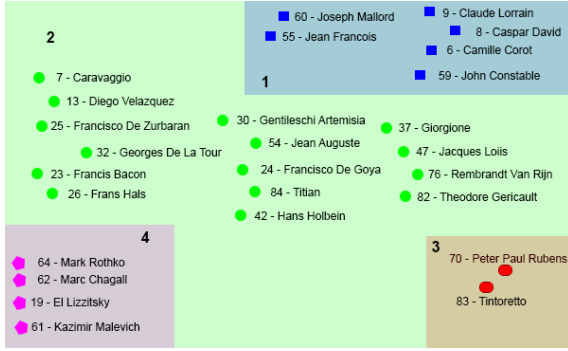 2
60 - Joseph Mallord
55 - Jean Francois
9 - Claude Lorrain
8 - Caspar David
6 - Camille Corot
59 - John Constable
1
7 - Caravaggio
13 - Diego Velazquez
25 - Francisco De Zurbaran
32 - Georges De La Tour
23 - Francis Bacon
26 - Frans Hals
30 - Gentileschi Artemisia
54 - Jean Auguste
24 - Francisco De Goya
84 - Titian
42 - Hans Holbein
37 - Giorgione
47 - Jacques Loiis
76 - Rembrandt Van Rijn
82 - Theodore Gericault
4
64 - Mark Rothko
62 - Marc Chagall
19 - El Lizzitsky
61 - Kazimir Malevich
3
70 - Peter Paul Rubens
83 - Tintoretto